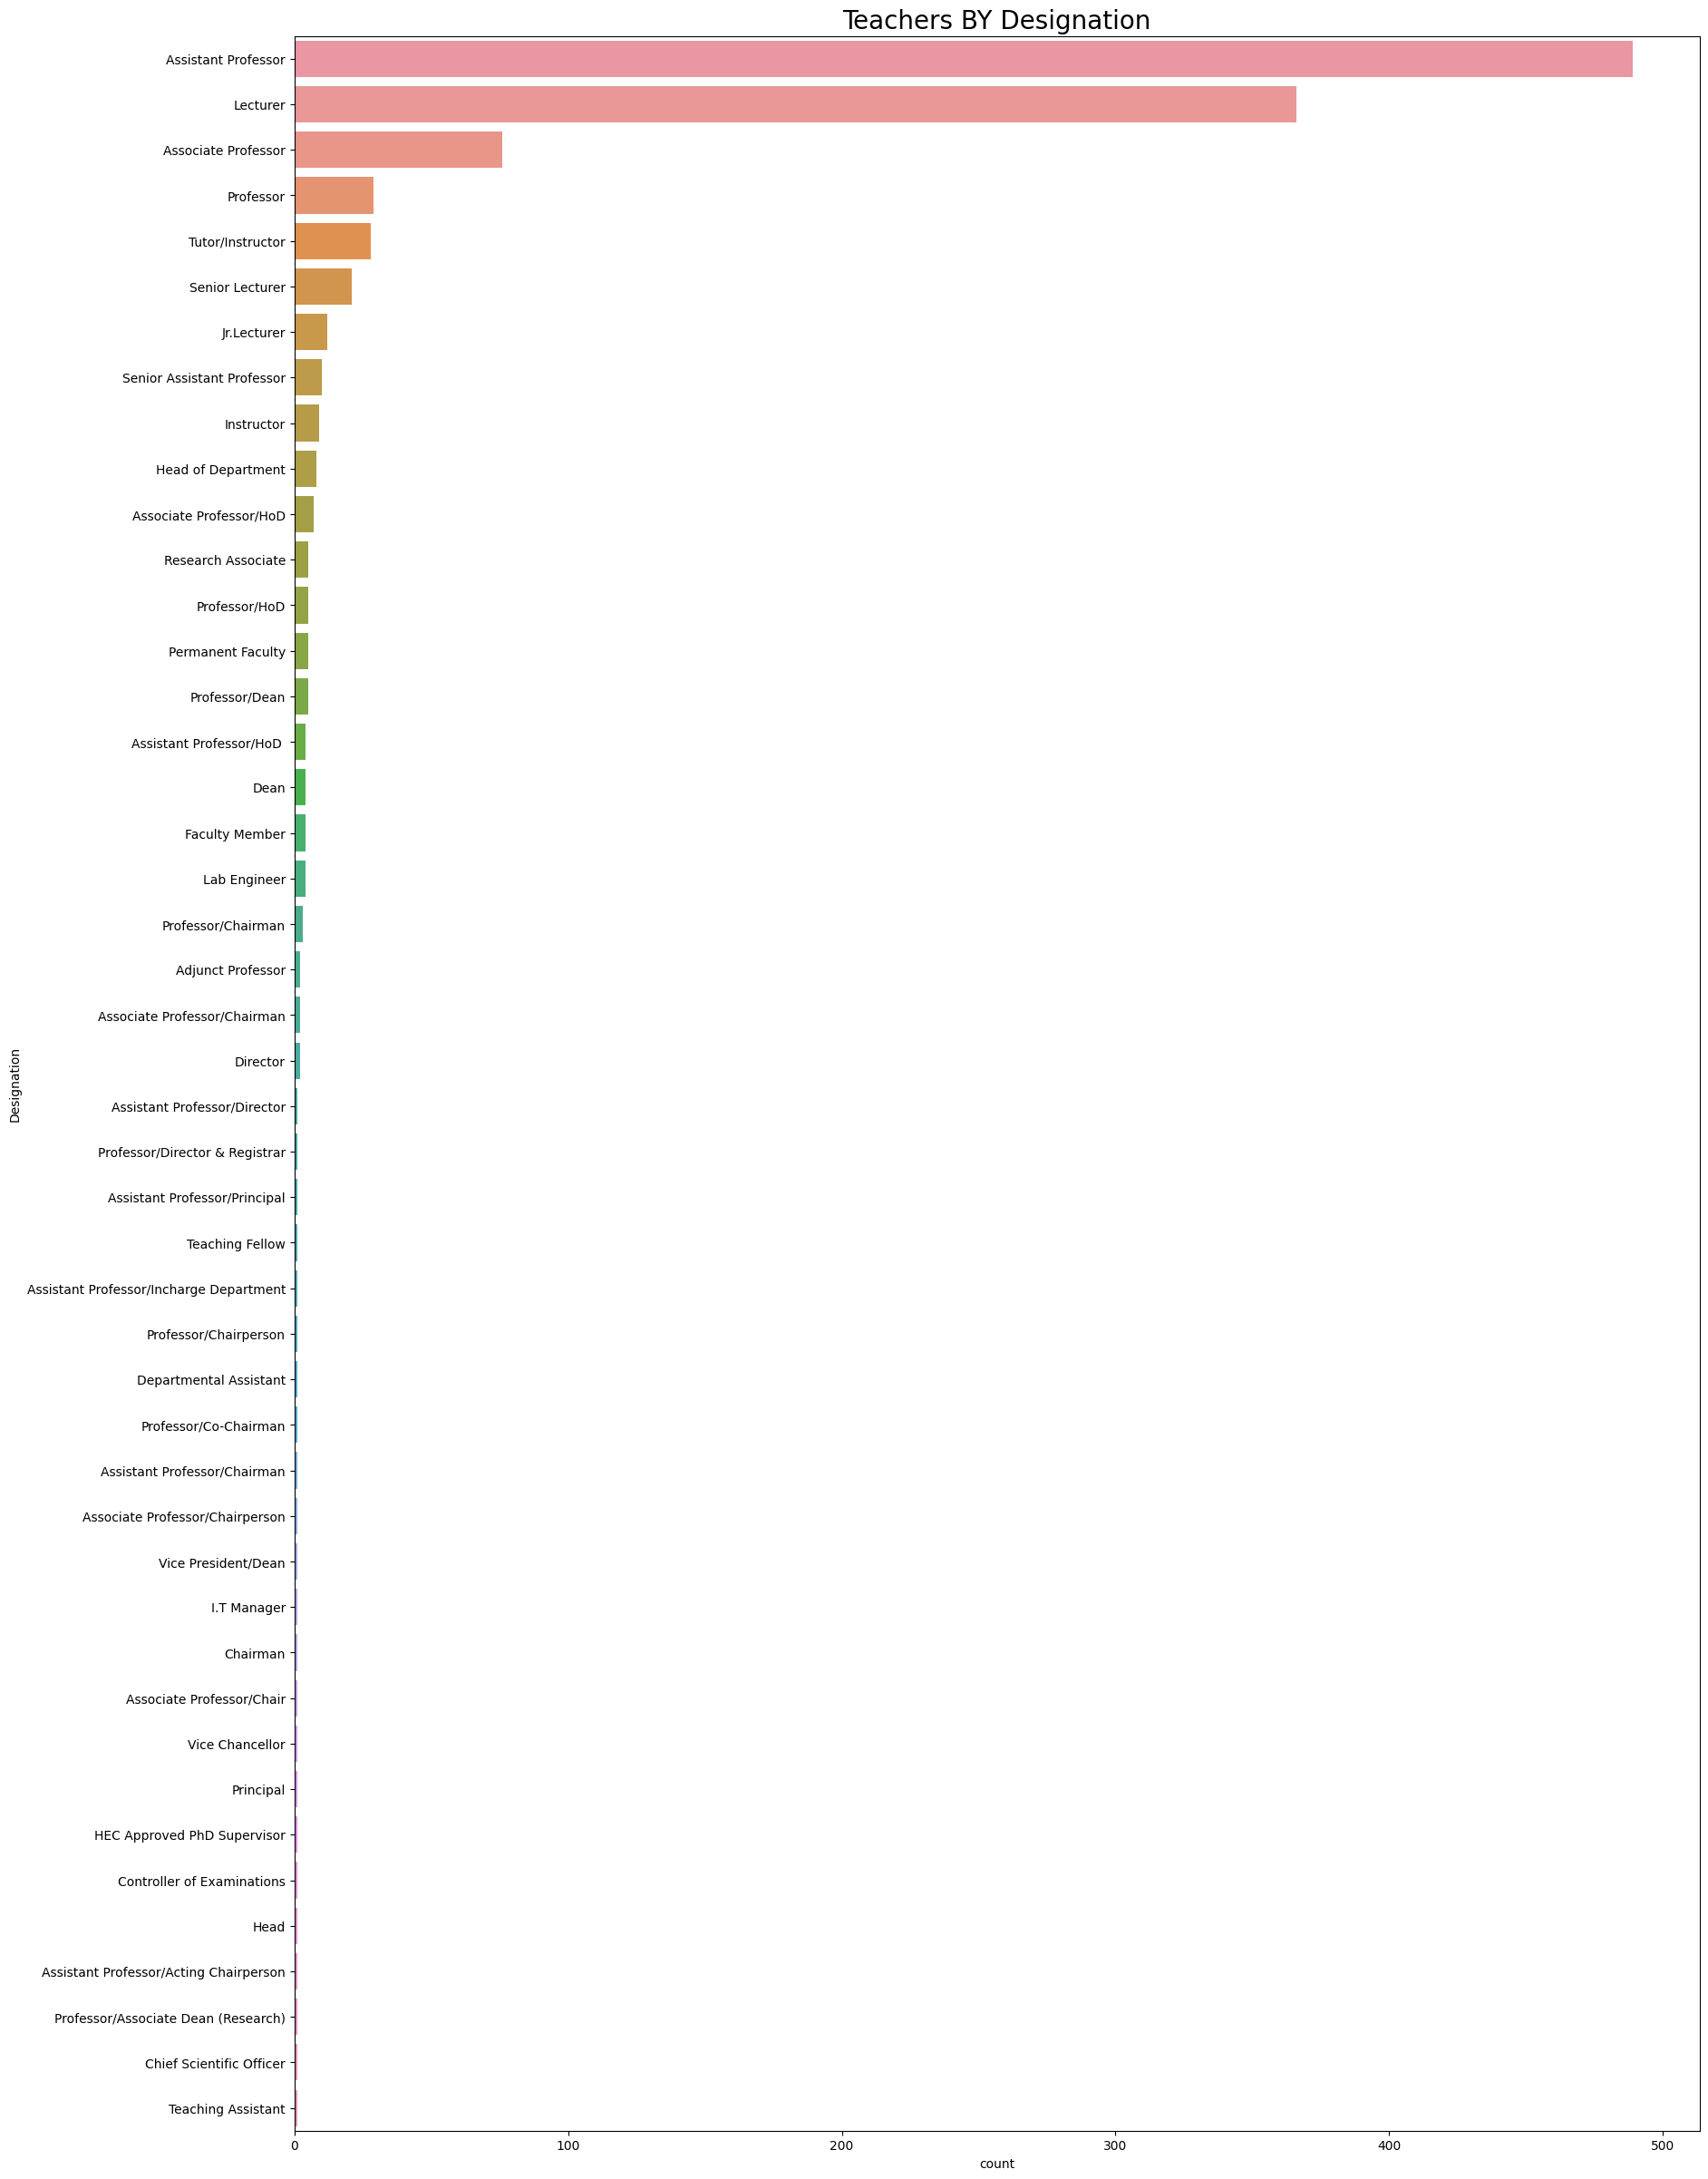 Teachers BY Designation
Assistant Professor
Lecturer
Associate Professor
Professor
Tutor/Instructor
Senior Lecturer
Jr.Lecturer
Senior Assistant Professor
Instructor
Head of Department
Associate Professor/HoD
Research Associate
Professor/HoD
Permanent Faculty
Professor/Dean
Assistant Professor/HoD
Dean
Faculty Member
Lab Engineer
Professor/Chairman
Adjunct Professor
Associate Professor/Chairman
Director
Assistant Professor/Director
Professor/Director & Registrar
Assistant Professor/Principal
Teaching Fellow
Assistant Professor/Incharge Department
Professor/Chairperson
Departmental Assistant
Professor/Co-Chairman
Assistant Professor/Chairman
Associate Professor/Chairperson
Vice President/Dean
I.T Manager
Chairman
Associate Professor/Chair
Vice Chancellor
Principal
HEC Approved PhD Supervisor
Controller of Examinations
Head
Assistant Professor/Acting Chairperson
Professor/Associate Dean (Research)
Chief Scientific Officer
Teaching Assistant
Designation
0 100 200 300 400 500
count